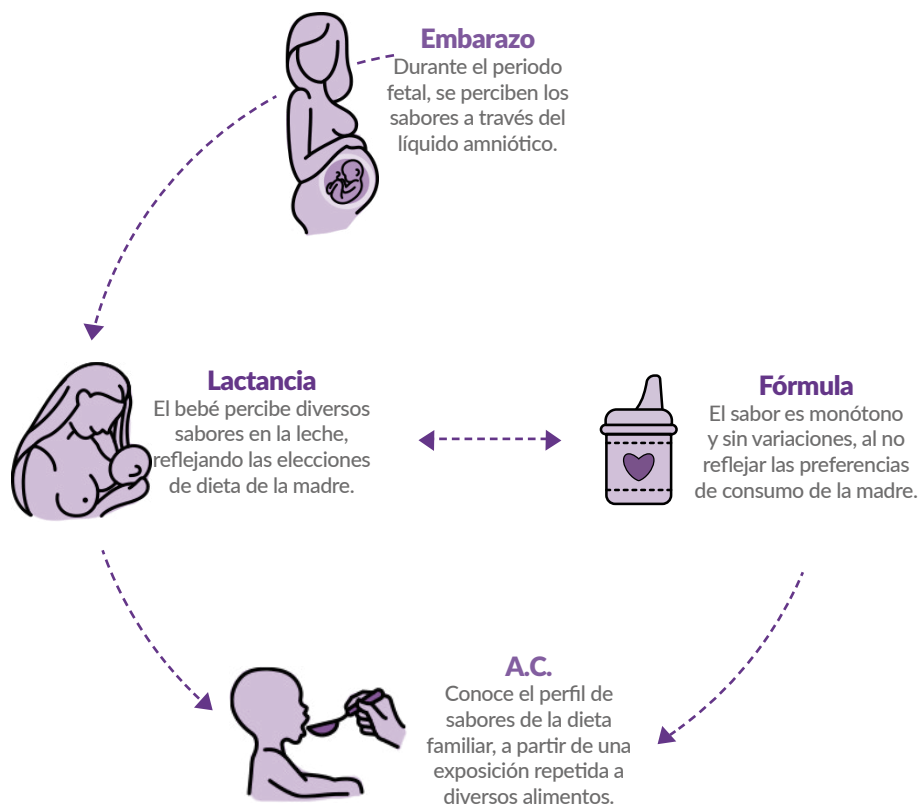 Embarazo
Durante el periodo
fetal, se perciben los
sabores a través del
líquido amniótico.
Lactancia
El bebé percibe diversos
sabores en la leche,
reflejando las elecciones
de dieta de la madre.
Fórmula
El sabor es monótono
y sin variaciones, al no
reflejar las preferencias
de consumo de la madre.
A.C.
Conoce el perfil de
sabores de la dieta
familiar, a partir de una
exposición repetida a
diversos alimentos.